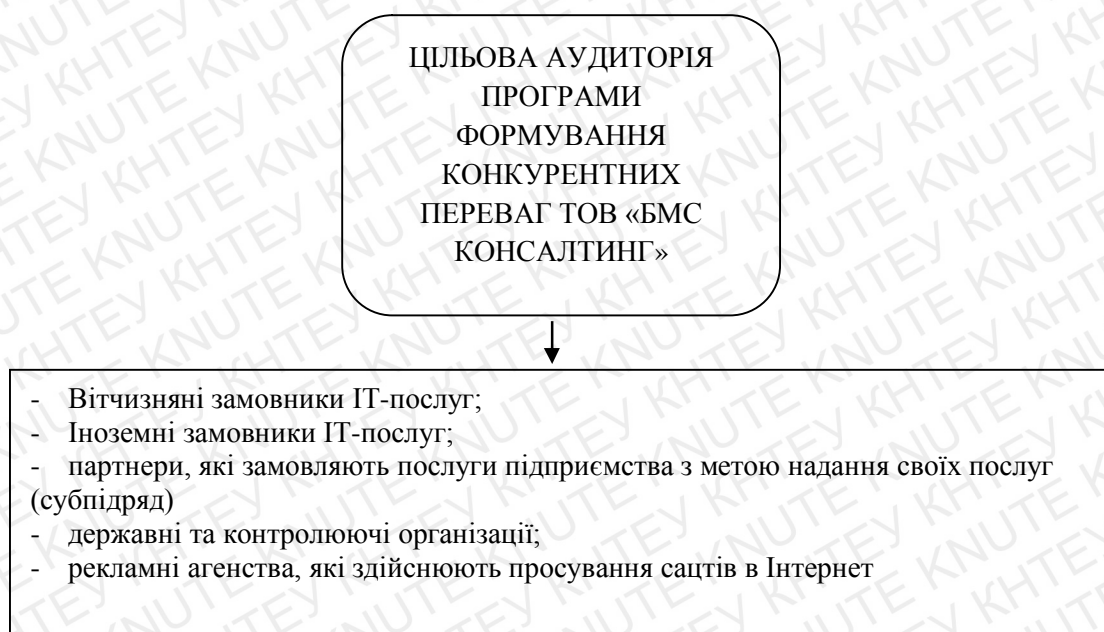 ЦІЛЬОВА АУДИТОРІЯ
ПРОГРАМИ
ФОРМУВАННЯ
КОНКУРЕНТНИХ
ПЕРЕВАГ ТОВ «БМС
КОНСАЛТИНГ»
- Вітчизняні замовники ІТ-послуг;
- Іноземні замовники ІТ-послуг;
- партнери, які замовляють послуги підприємства з метою надання своїх послуг
(субпідряд)
- державні та контролюючі організації;
- рекламні агенства, які здійснюють просування сацтів в Інтернет